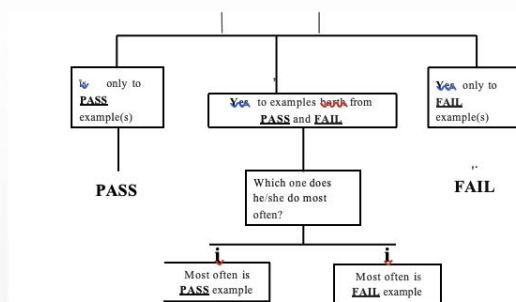 only to
PASS
example(s)
Yes to examples from
PASS and FAIL
Yes only to
FAIL
example(s)
PASS
Which one does
he/she do most
often?
FAIL
i
i
Most often is
PASS example
Most often is
FAIL example